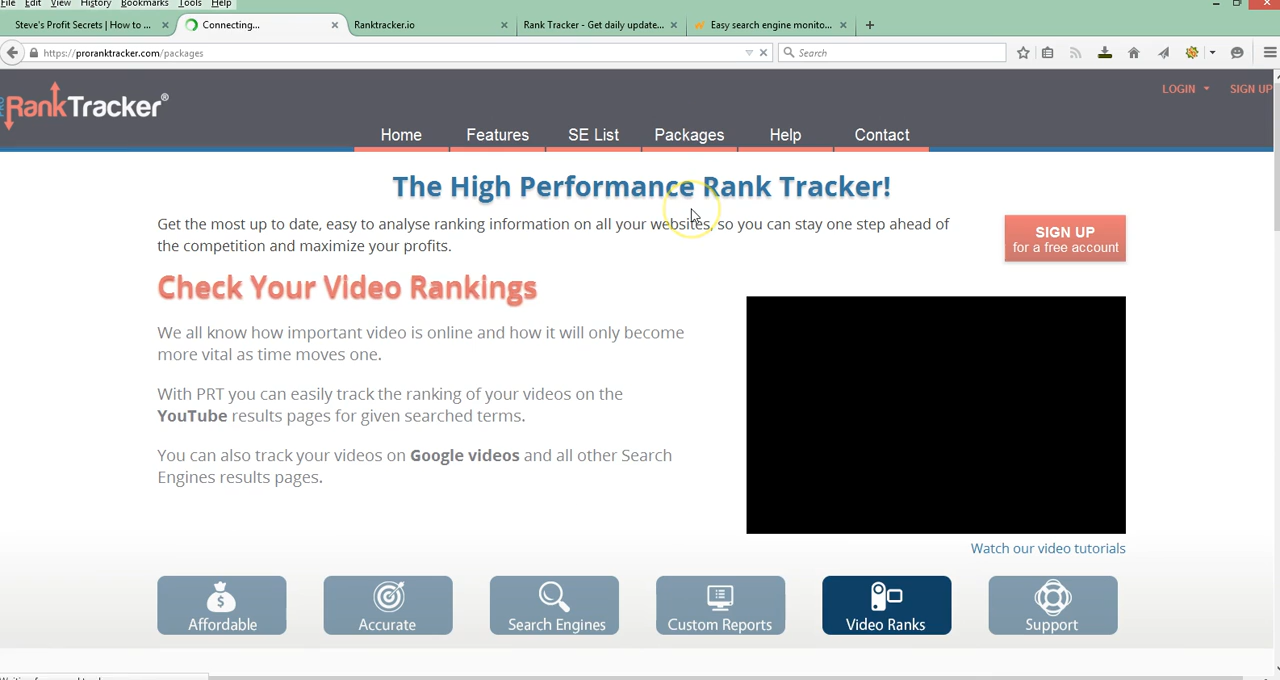 File Edit View History Bookmarks Tools Help
Steve's Profit Secrets | How to ... Connecting... Ranktracker.io Rank Tracker - Get daily update... Easy search engine monito...
https://proranktracker.com/packages Search
PRO RankTracker® LOGIN SIGN UP
Home Features SE List Packages Help Contact
The High Performance Rank Tracker!
Get the most up to date, easy to analyse ranking information on all your websites, so you can stay one step ahead of
the competition and maximize your profits.
SIGN UP
for a free account
Check Your Video Rankings
We all know how important video is online and how it will only become
more vital as time moves one.
With PRT you can easily track the ranking of your videos on the
YouTube results pages for given searched terms.
You can also track your videos on Google videos and all other Search
Engines results pages.
Watch our video tutorials
Affordable Accurate Search Engines Custom Reports Video Ranks Support